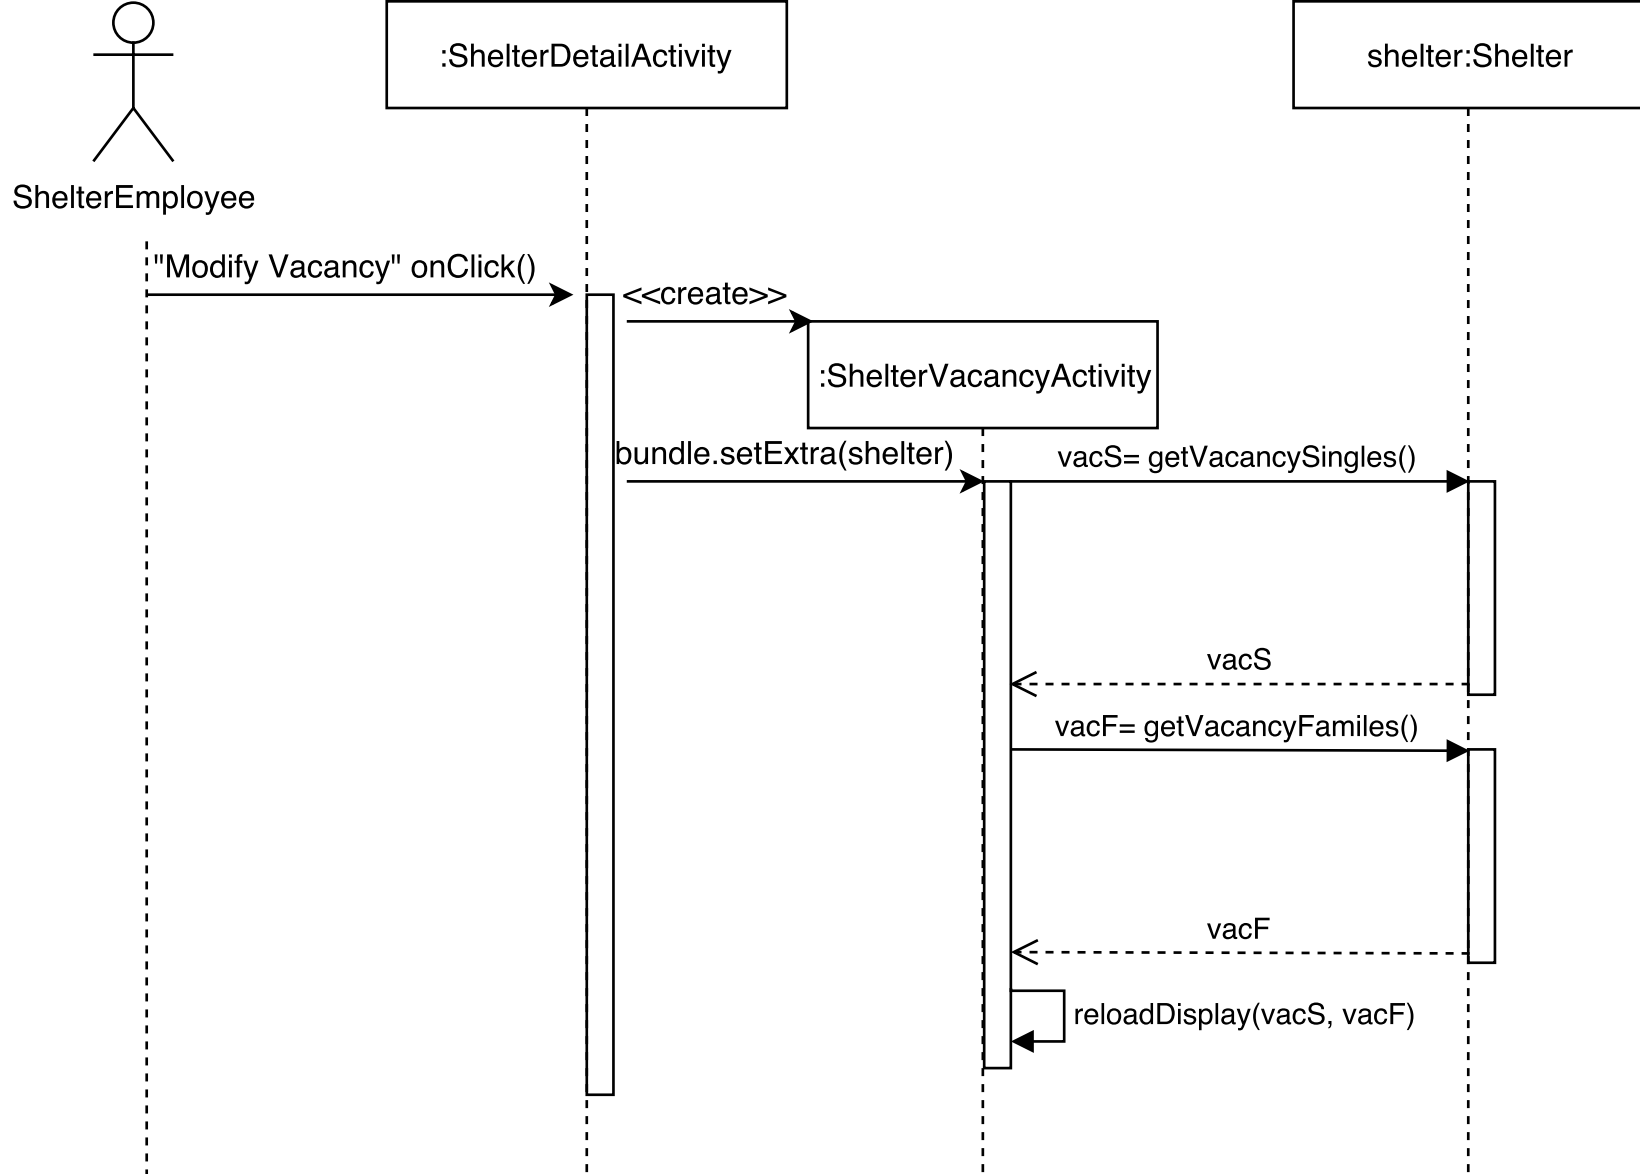 :ShelterDetailActivity
shelter:Shelter
ShelterEmployee
"Modify Vacancy" onClick()
<<create>>
:ShelterVacancyActivity
bundle.setExtra(shelter)
vacS= getVacancySingles()
vacS
vacF= getVacancyFamiles()
vacF
reloadDisplay(vacS, vacF)